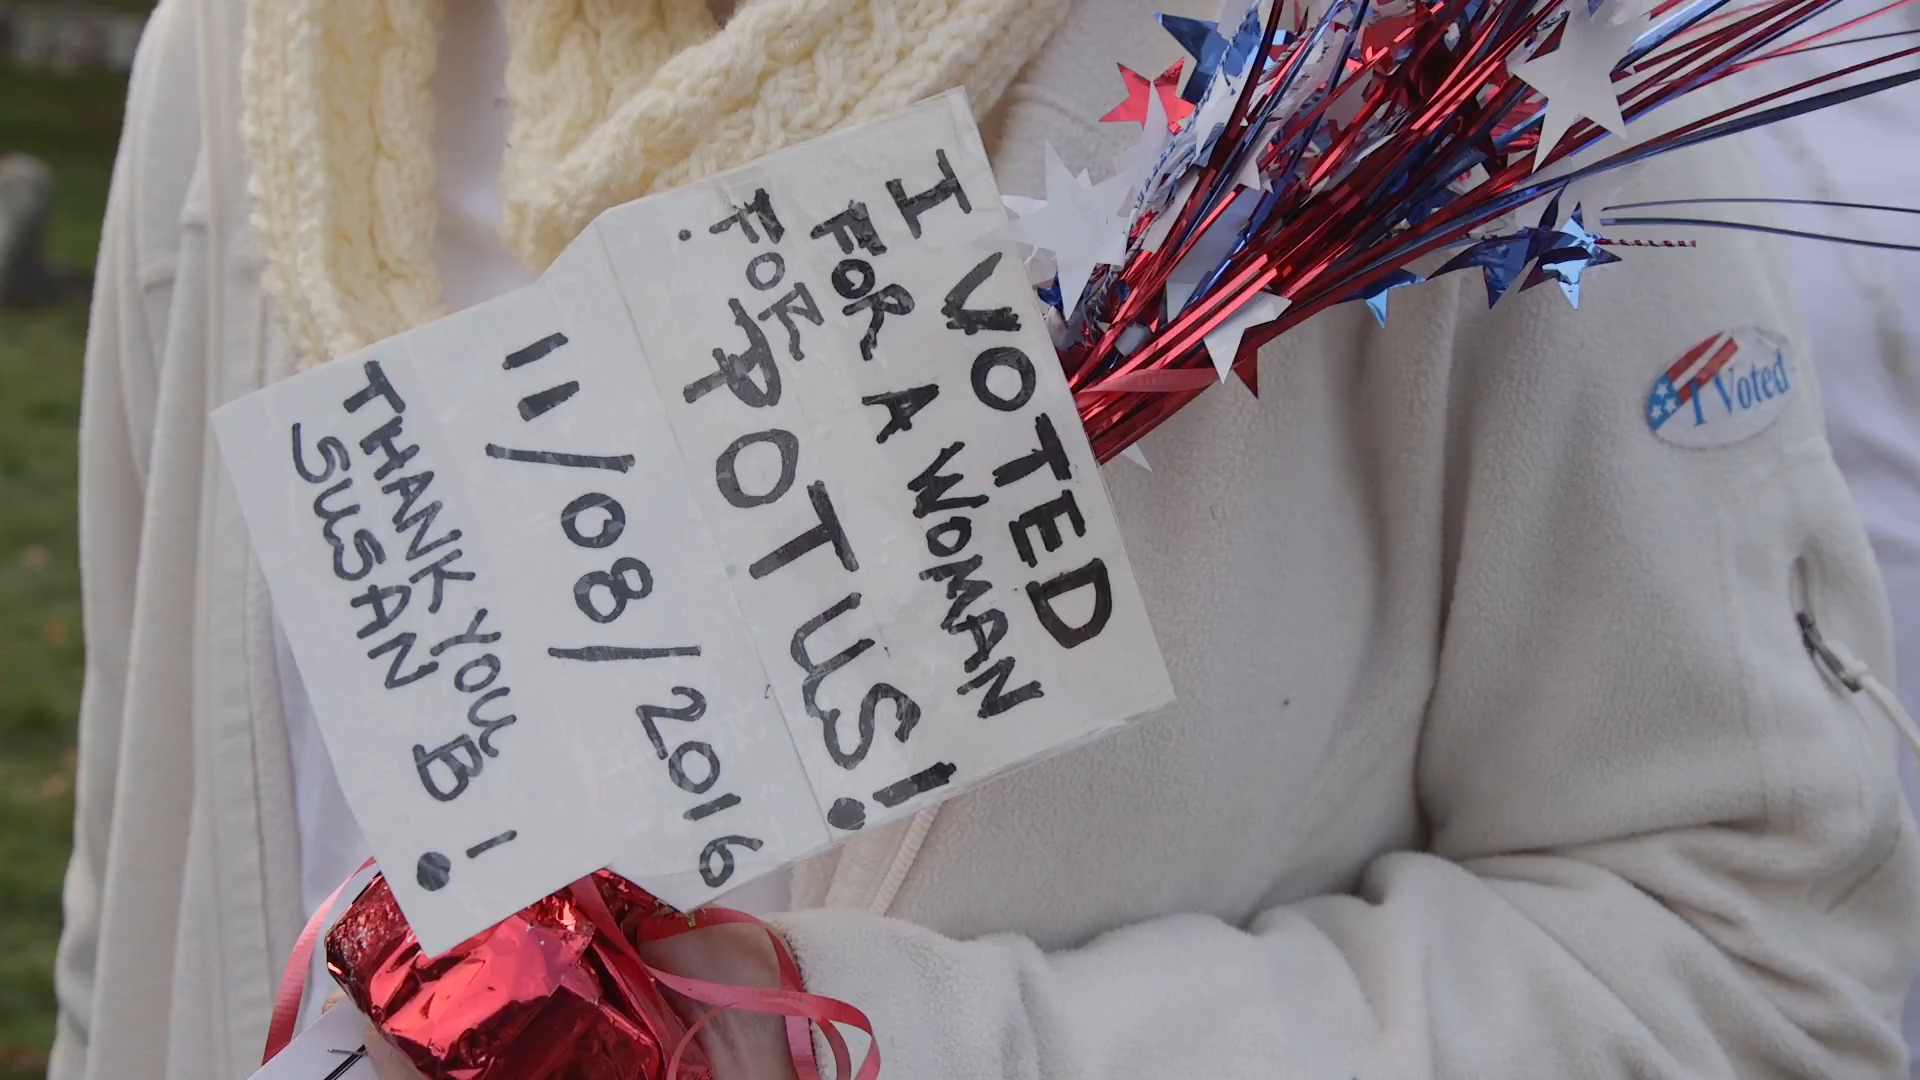 I VOTED
FOR A WOMAN
FOR POTUS!
11/08/2016
THANK YOU
SUSAN B!
I Voted